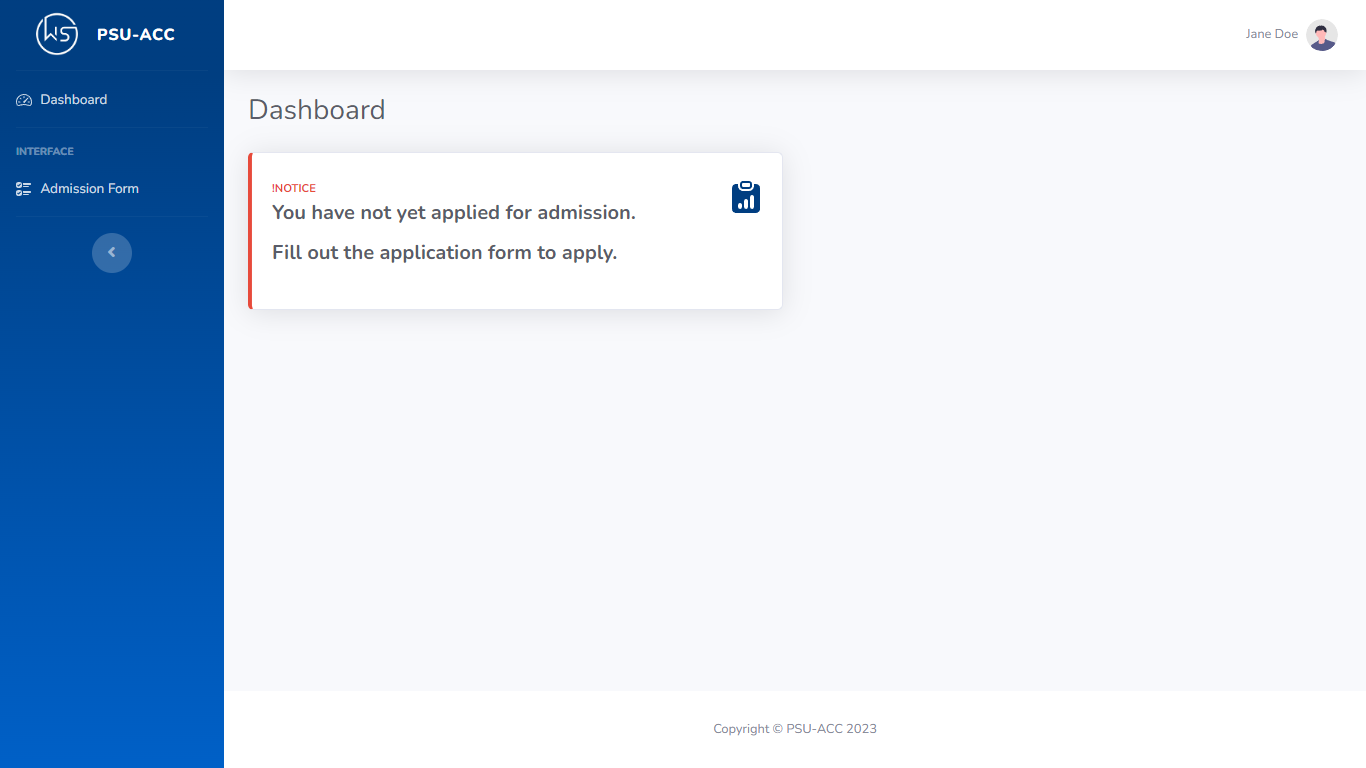 WS
PSU-ACC
Jane Doe
Dashboard
INTERFACE
Admission Form
Dashboard
!NOTICE
You have not yet applied for admission.
Fill out the application form to apply.
Copyright © PSU-ACC 2023